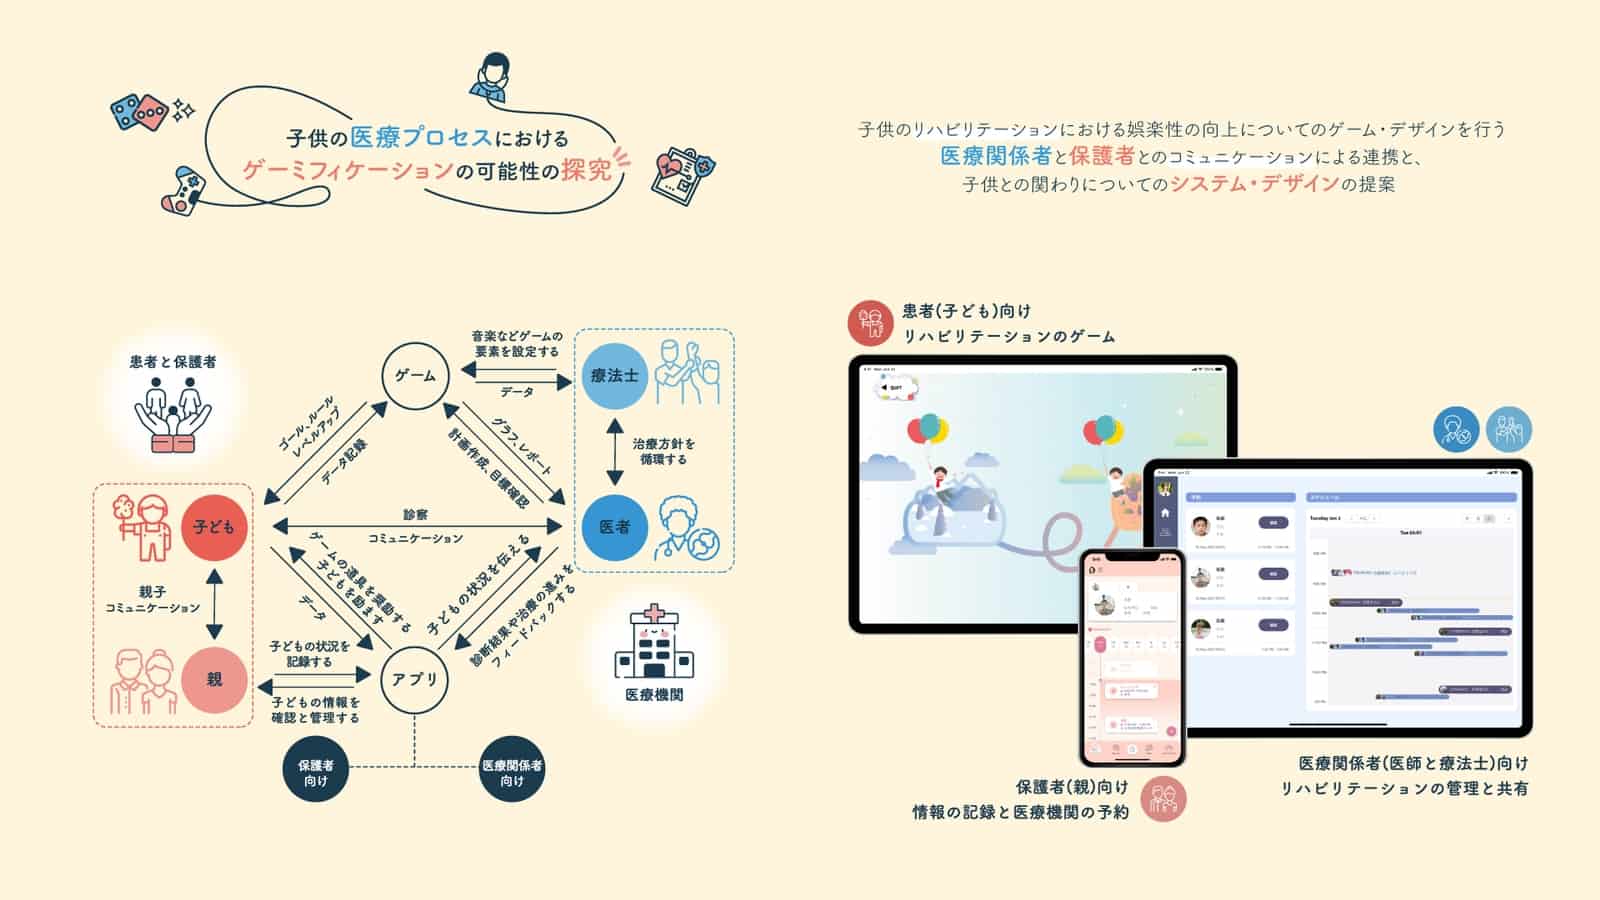 子供の医療プロセスにおける
ゲーミフィケーションの可能性の探究
子供のリハビリテーションにおける娯楽性の向上についてのゲーム・デザインを行う
医療関係者と保護者とのコミュニケーションによる連携と、
子供との関わりについてのシステム・デザインの提案
患者と保護者
ゲーム
音楽などゲームの
要素を設定する
データ
療法士
ゴール、ルール
レベルアップ
データ記録
グラフ、レポート
計画作成、目標確認
治療方針を
循環する
子ども
診察
コミュニケーション
医者
親子
コミュニケーション
ゲームの道具を奨励する
子どもを励ます
データ
子どもの状況を伝える
診断結果や治療の進みを
フィードバックする
親
子どもの状況を
記録する
子どもの情報を
確認と管理する
アプリ
医療機関
保護者
向け
医療関係者
向け
患者(子ども)向け
リハビリテーションのゲーム
保護者(親)向け
情報の記録と医療機関の予約
医療関係者(医師と療法士)向け
リハビリテーションの管理と共有